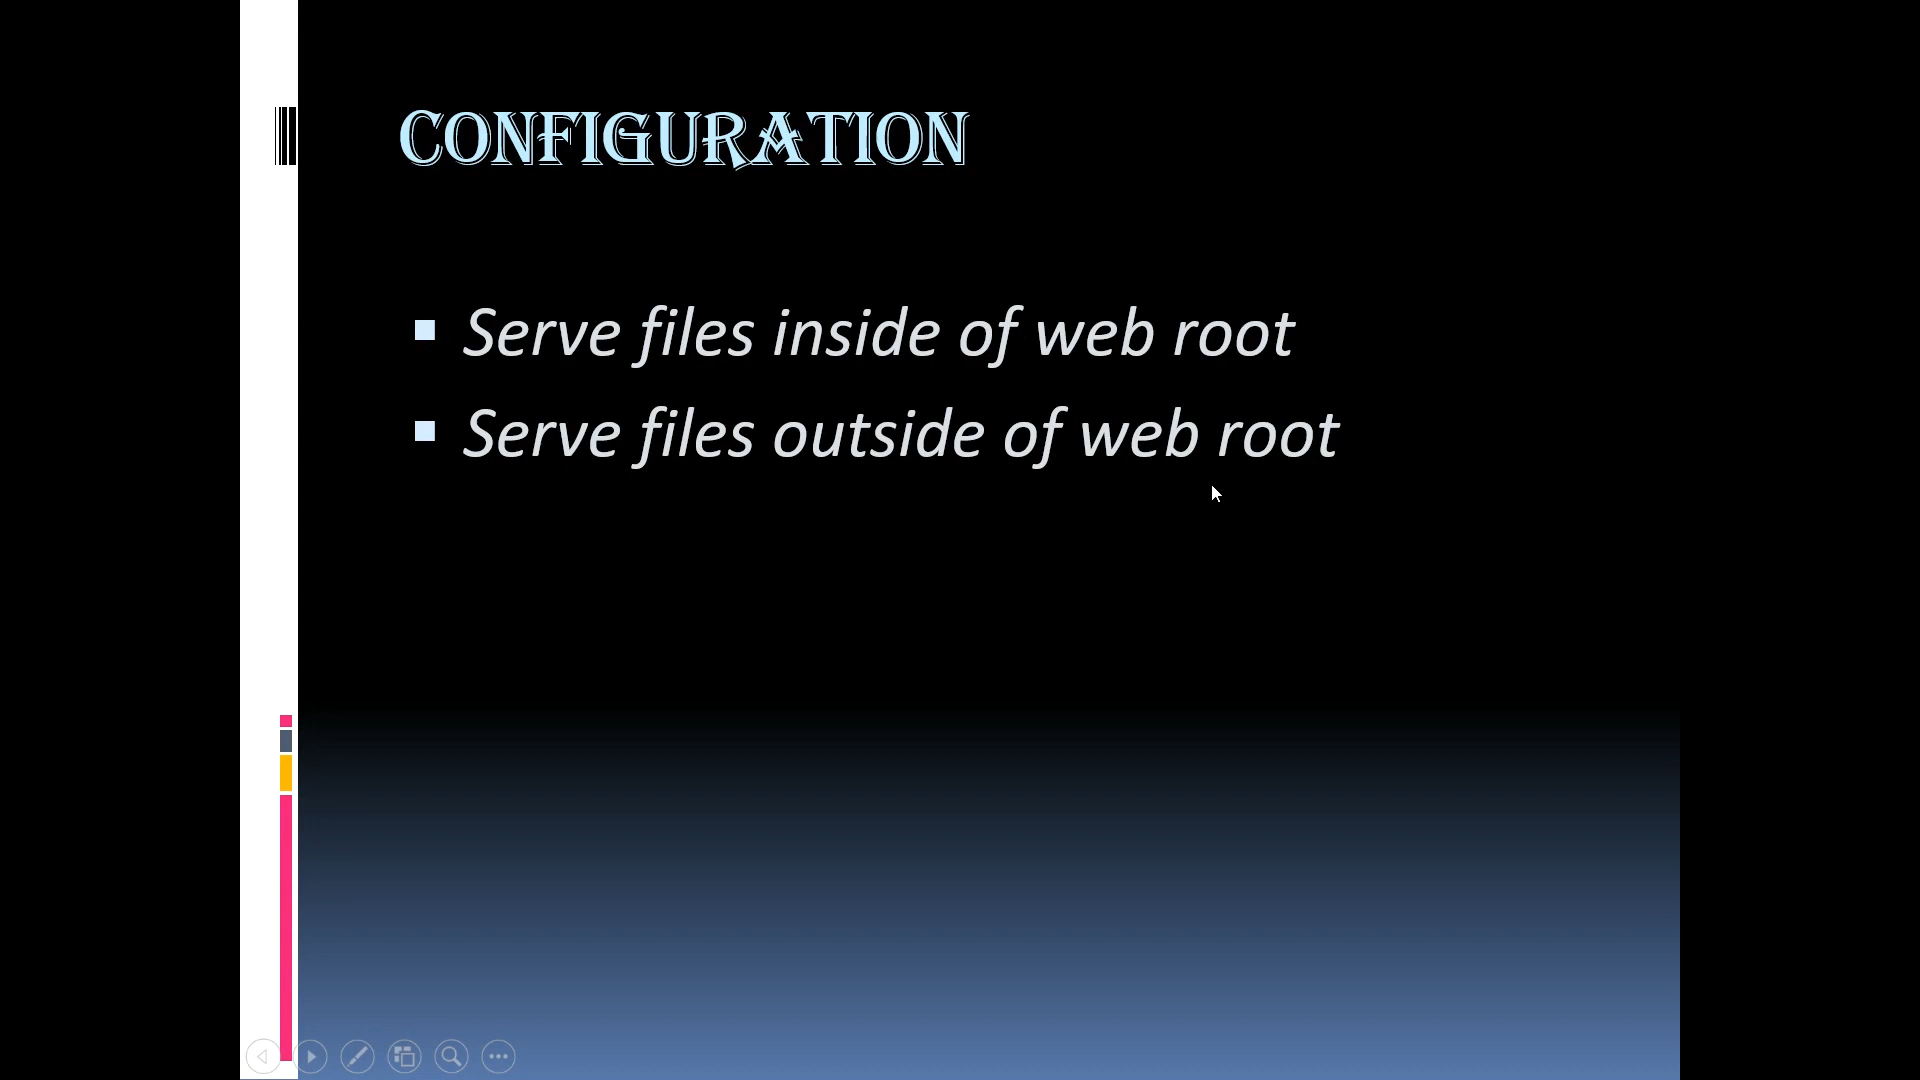 CONFIGURATION
Serve files inside of web root
Serve files outside of web root